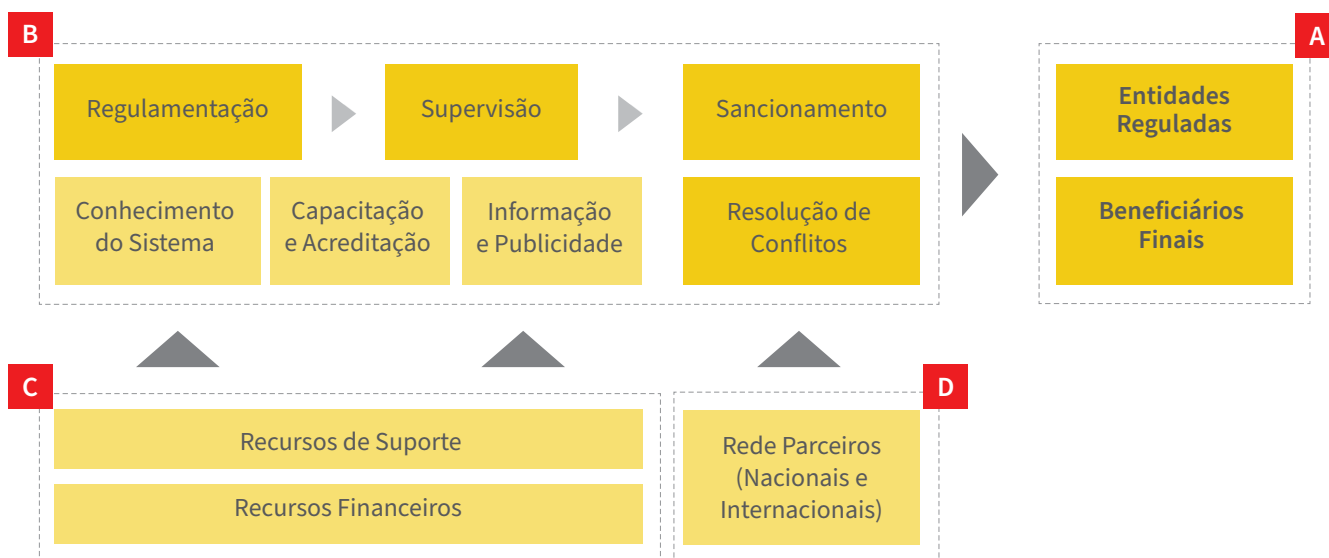 B
A
Regulamentação
Supervisão
Sancionamento
Entidades
Reguladas
Conhecimento
do Sistema
Capacitação
e Acreditação
Informação
e Publicidade
Resolução de
Conflitos
Beneficiários
Finais
C
D
Recursos de Suporte
Recursos Financeiros
Rede Parceiros
(Nacionais e
Internacionais)